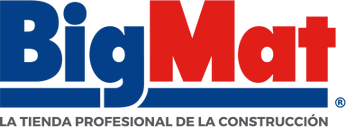 BigMat®
LA TIENDA PROFESIONAL DE LA CONSTRUCCIÓN